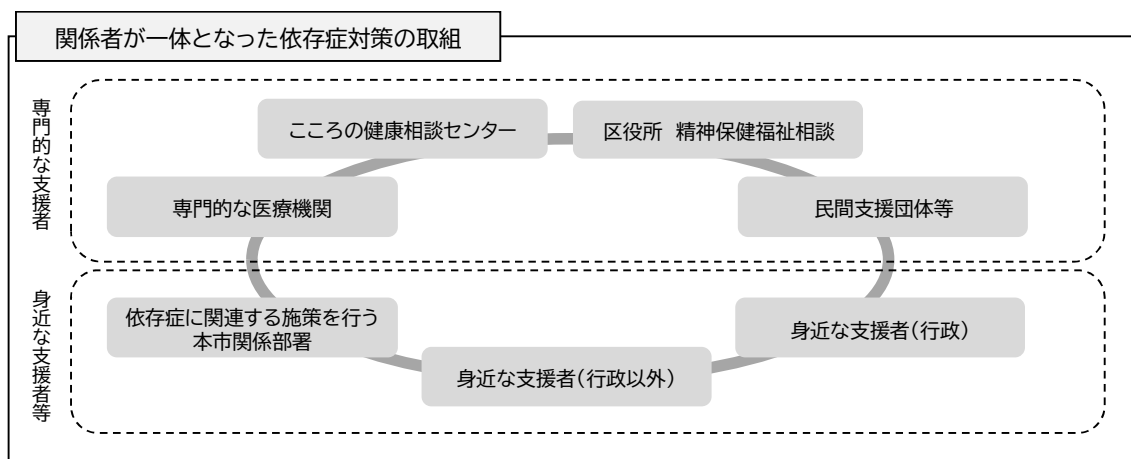 関係者が一体となった依存症対策の取組
専門的な支援者
こころの健康相談センター
区役所 精神保健福祉相談
専門的な医療機関
民間支援団体等
身近な支援者等
依存症に関連する施策を行う
本市関係部署
身近な支援者(行政)
身近な支援者(行政以外)